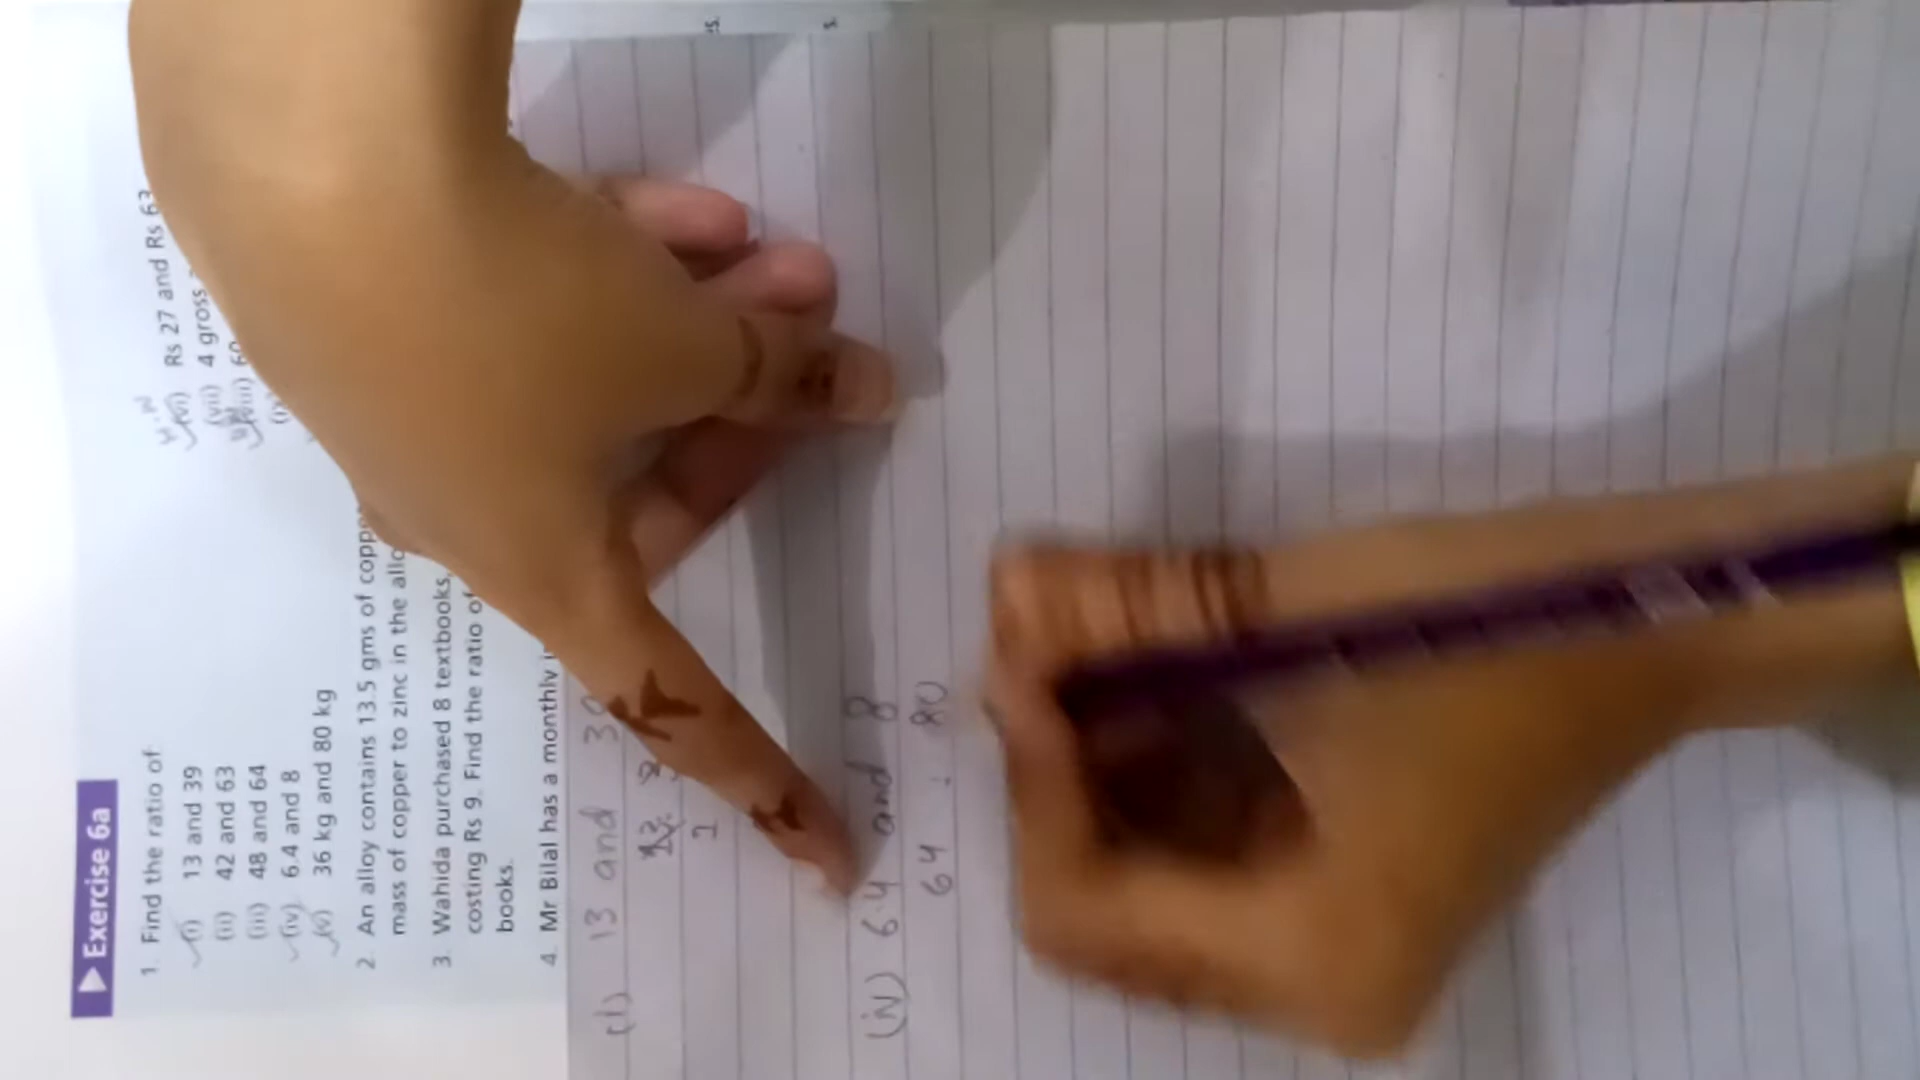 Exercise 6a
1. Find the ratio of
(i) 13 and 39
(ii) 42 and 63
(iii) 48 and 64
(iv) 6.4 and 8
(v) 36 kg and 80 kg
H.W
(vi) Rs 27 and Rs 63
(vii) 4 gross
(viii) 60
2 An alloy contains 13.5 gms of
mass of copper to zinc in the
3. Wahida purchased 8 textbooks,
costing Rs 9. Find the ratio of
books.
4. Mr Bilal has a monthly
(i) 13 and
13
1
(iv) 6.4 and 8
64 : 80